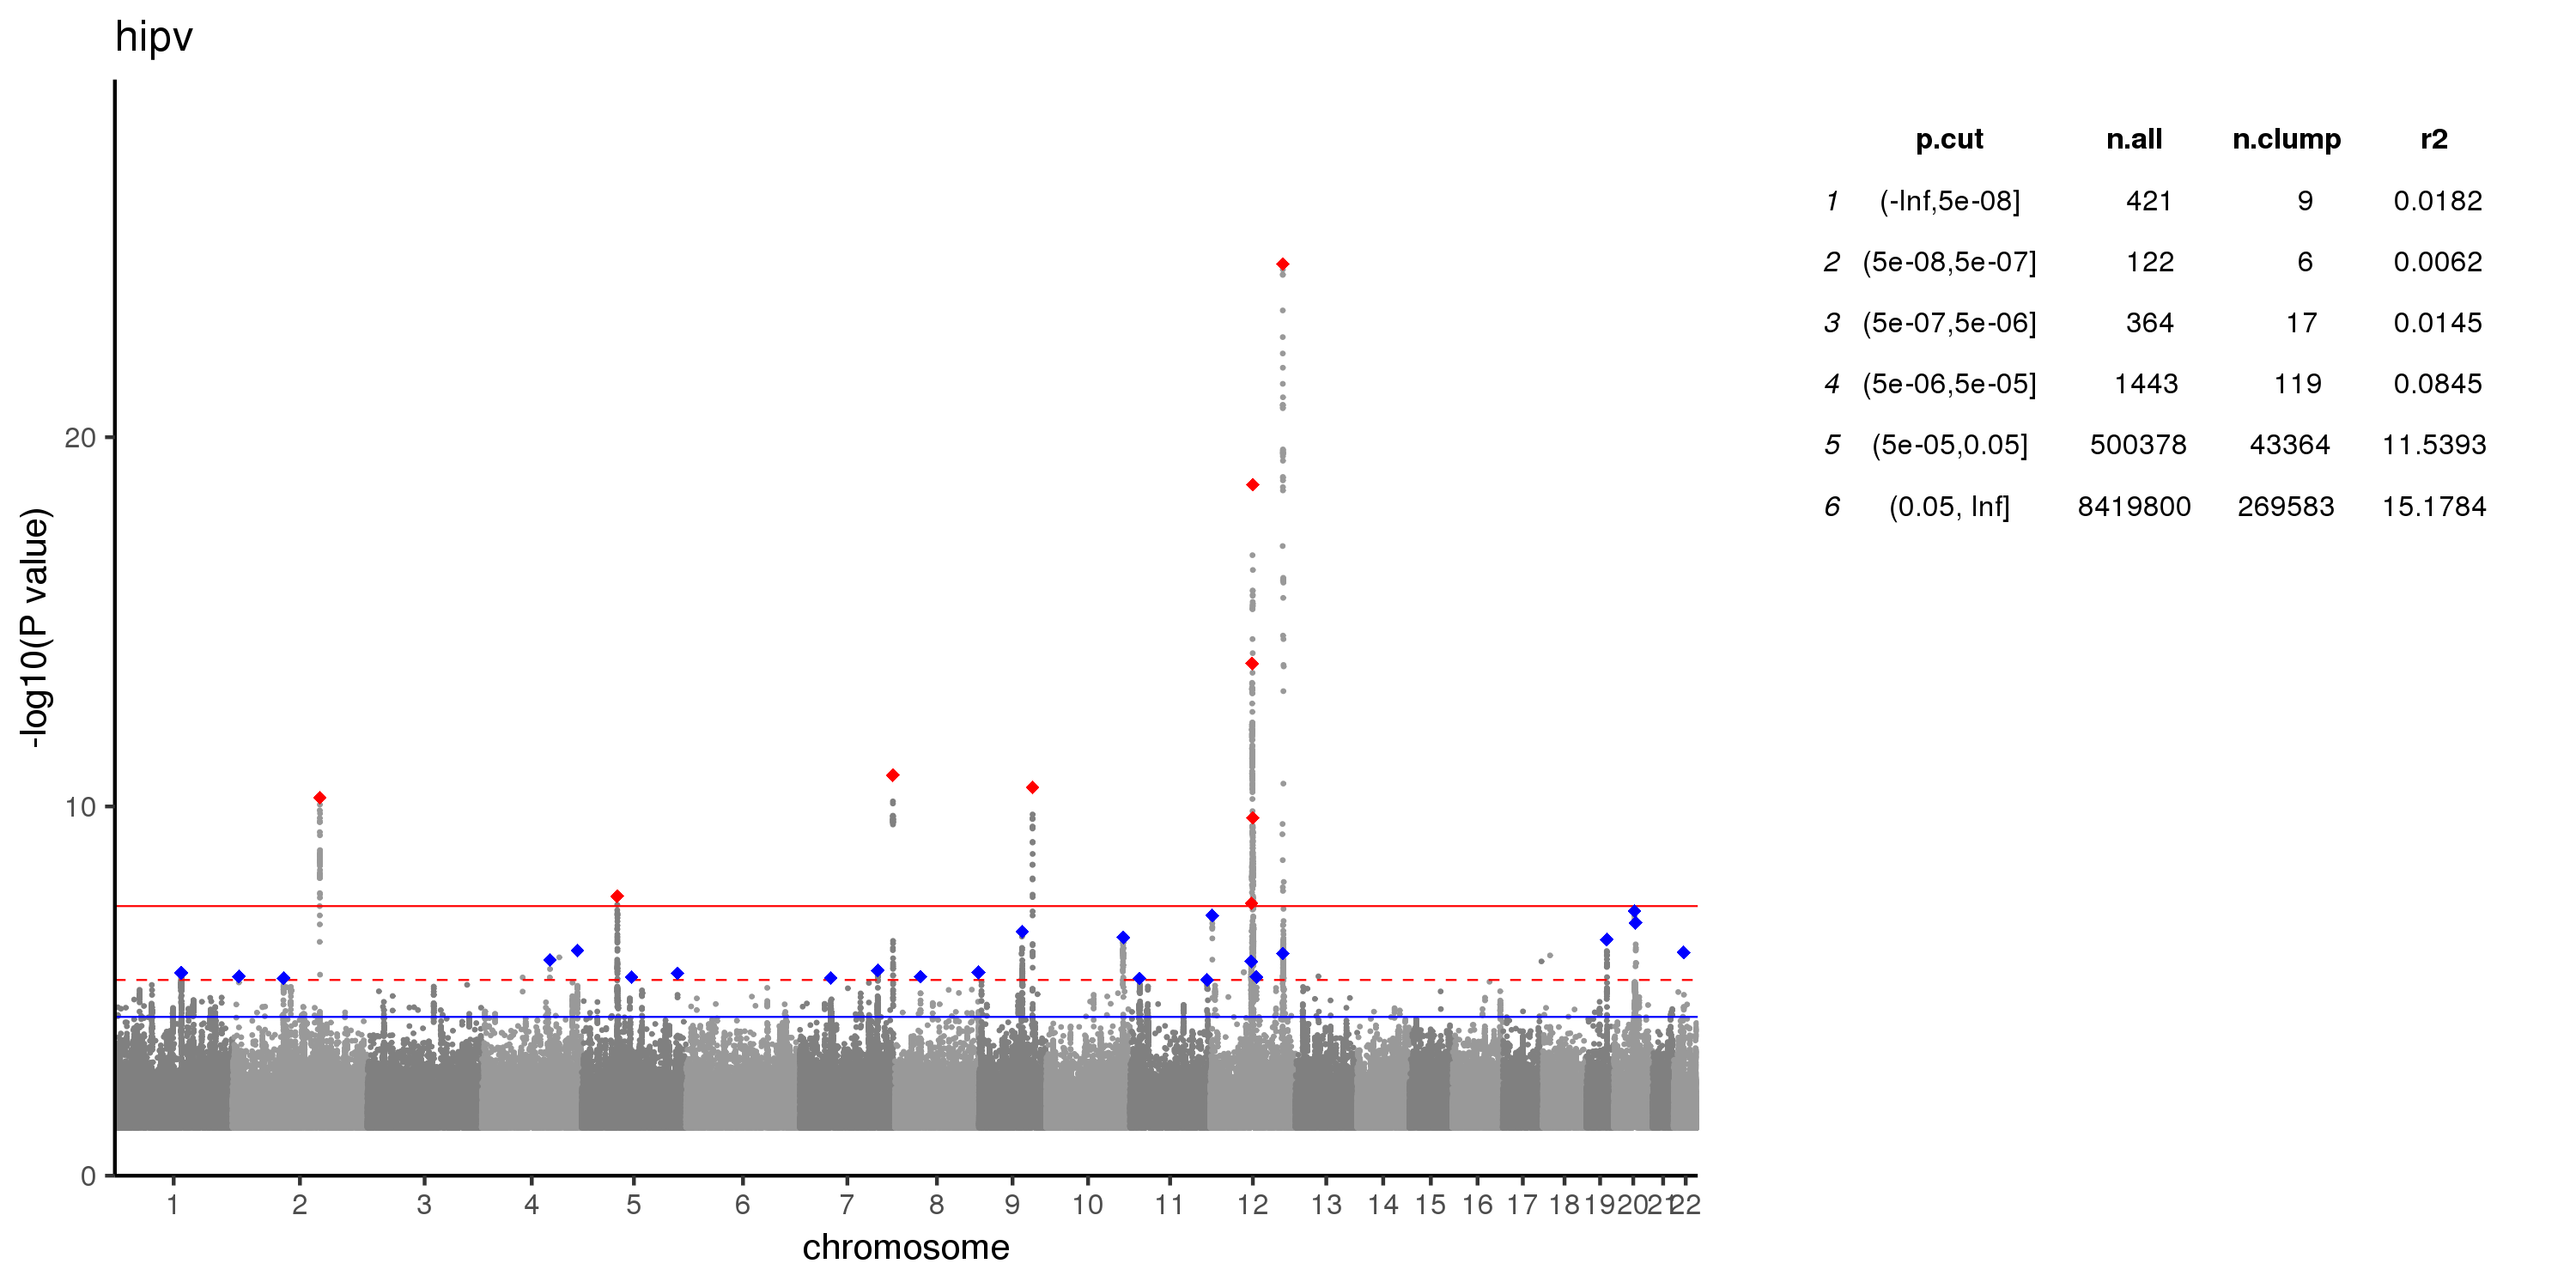 hipv
-log10(P value)
20
10
0
1 2 3 4 5 6 7 8 9 10 11 12 13 14 15 16 17 18 19 20 21 22
chromosome
p.cut n.all n.clump r2
1 (-Inf,5e-08] 421 9 0.0182
2 (5e-08,5e-07] 122 6 0.0062
3 (5e-07,5e-06] 364 17 0.0145
4 (5e-06,5e-05] 1443 119 0.0845
5 (5e-05,0.05] 500378 43364 11.5393
6 (0.05, Inf] 8419800 269583 15.1784